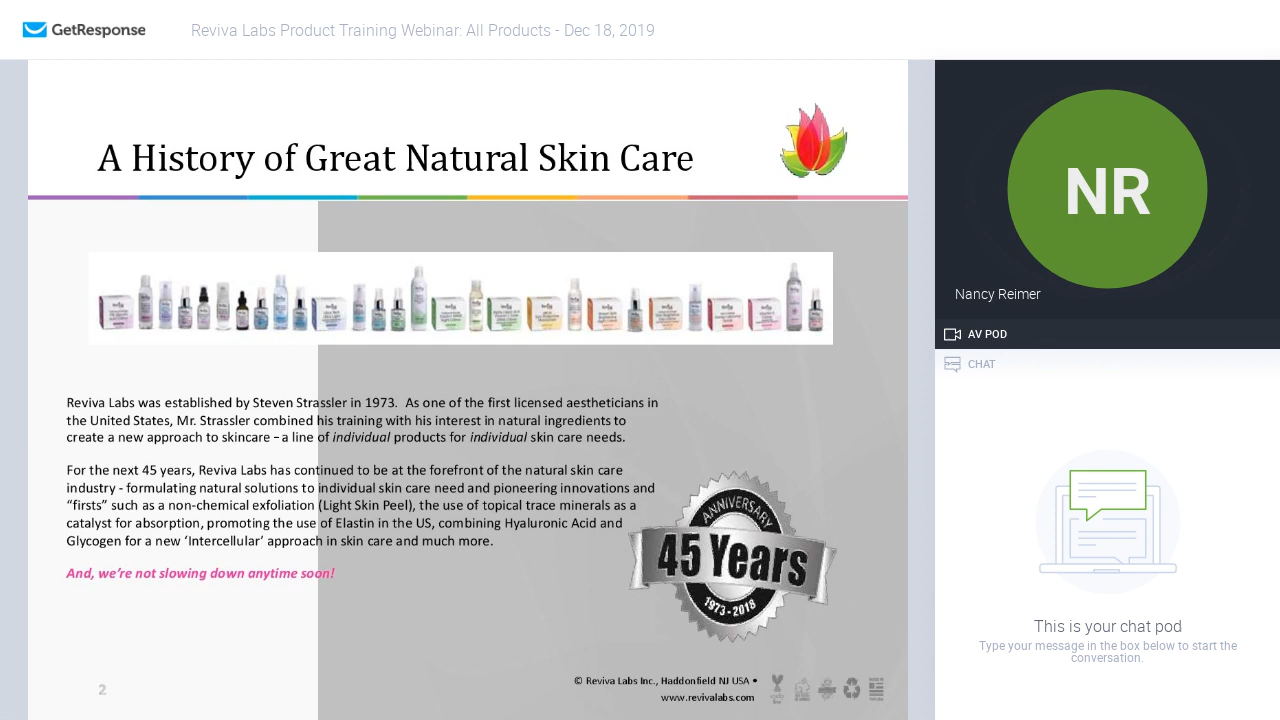 GetResponse
Reviva Labs Product Training Webinar: All Products - Dec 18, 2019
A History of Great Natural Skin Care
Reviva Labs was established by Steven Strassler in 1973. As one of the first licensed aestheticians in
the United States, Mr. Strassler combined his training with his interest in natural ingredients to
create a new approach to skincare – a line of individual products for individual skin care needs.
For the next 45 years, Reviva Labs has continued to be at the forefront of the natural skin care
industry - formulating natural solutions to individual skin care need and pioneering innovations and
“firsts” such as a non-chemical exfoliation (Light Skin Peel), the use of topical trace minerals as a
catalyst for absorption, promoting the use of Elastin in the US, combining Hyaluronic Acid and
Glycogen for a new ‘Intercellular’ approach in skin care and much more.
And, we’re not slowing down anytime soon!
ANNIVERSARY
45 Years
1973-2018
2
© Reviva Labs Inc., Haddonfield NJ USA •
www.revivalabs.com
NR
Nancy Reimer
AV POD
CHAT
This is your chat pod
Type your message in the box below to start the
conversation.